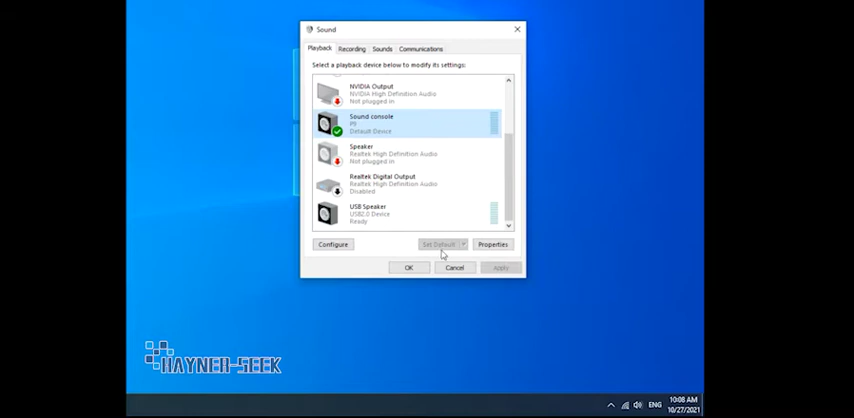 Sound
Playback Recording Sounds Communications
Select a playback device below to modify its settings:
NVIDIA Output
NVIDIA High Definition Audio
Not plugged in
Sound console
P9
Default Device
Speaker
Realtek High Definition Audio
Not plugged in
Realtek Digital Output
Realtek High Definition Audio
Disabled
USB Speaker
USB2.0 Device
Ready
Configure Set Default Properties
OK Cancel Apply
HAYNER-SEEK
ENG 10:08 AM
10/27/2021